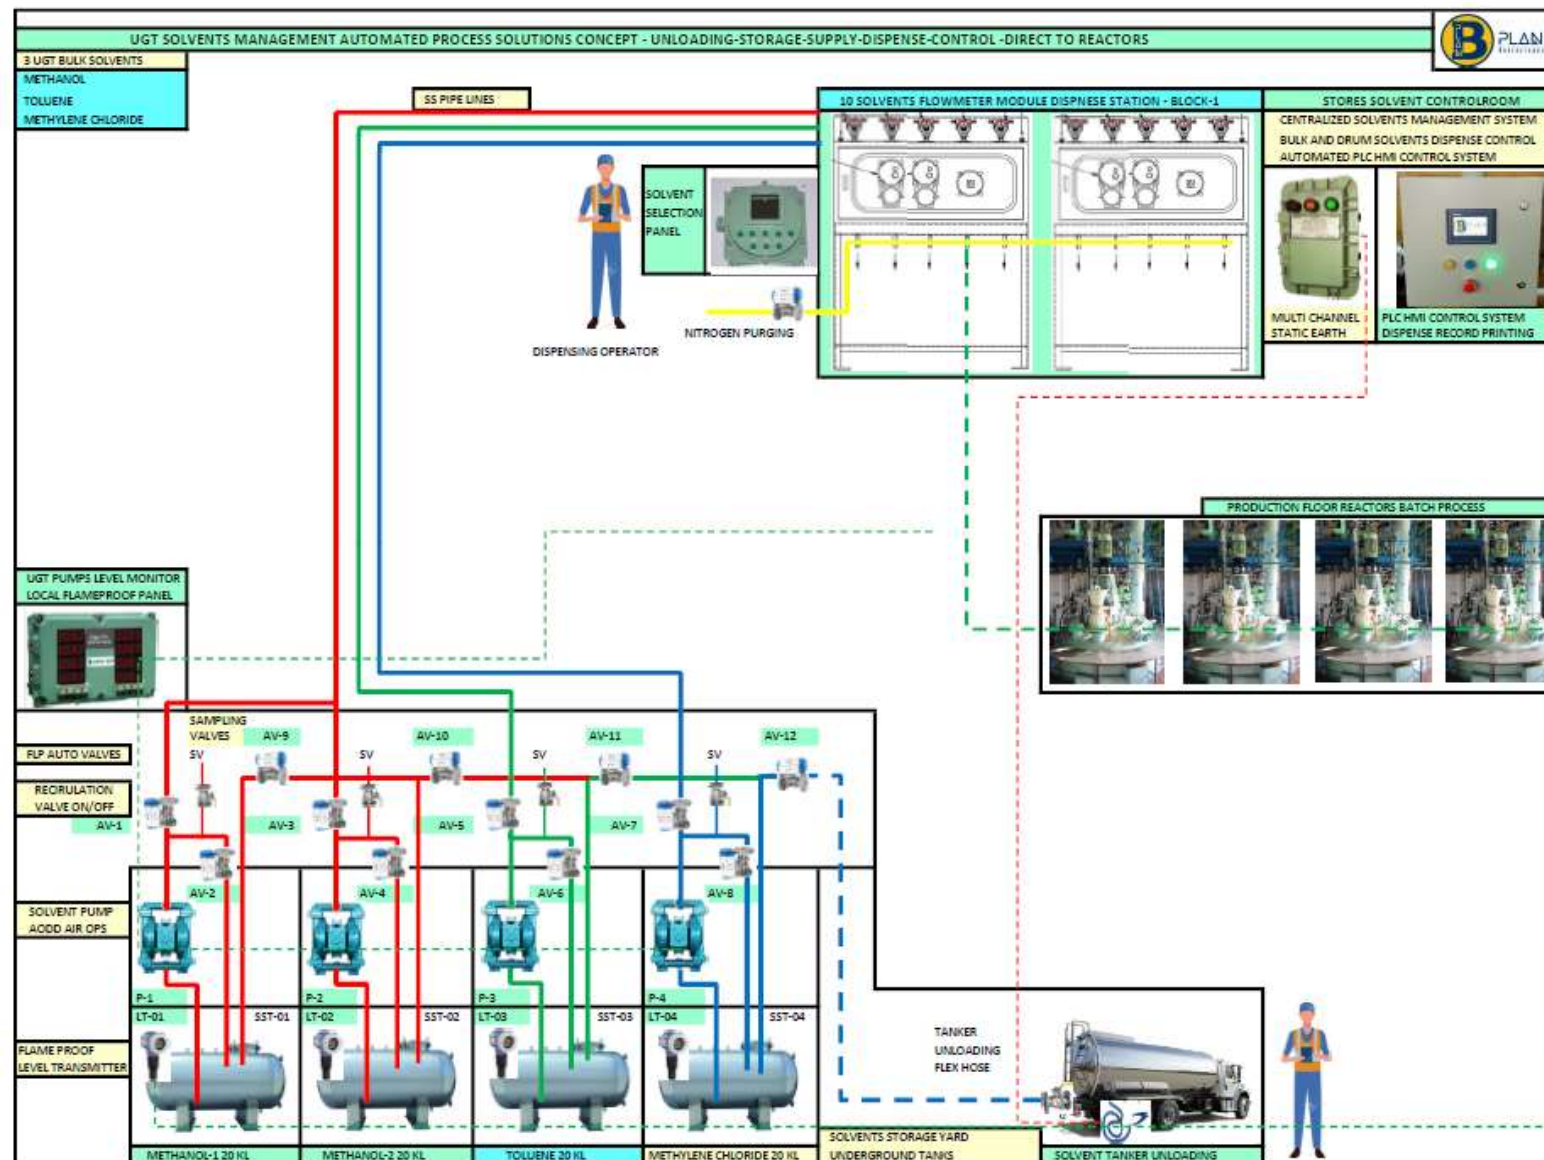 UGT SOLVENTS MANAGEMENT AUTOMATED PROCESS SOLUTIONS CONCEPT - UNLOADING-STORAGE-SUPPLY-DISPENSE-CONTROL -DIRECT TO REACTORS
B PLAN
3 UGT BULK SOLVENTS
METHANOL
TOLUENE
METHYLENE CHLORIDE
SS PIPE LINES
10 SOLVENTS FLOWMETER MODULE DISPNESE STATION - BLOCK-1
STORES SOLVENT CONTROLROOM
CENTRALIZED SOLVENTS MANAGEMENT SYSTEM
BULK AND DRUM SOLVENTS DISPENSE CONTROL
AUTOMATED PLC HMI CONTROL SYSTEM
SOLVENT
SELECTION
PANEL
NITROGEN PURGING
DISPENSING OPERATOR
MULTI CHANNEL
STATIC EARTH
PLC HMI CONTROL SYSTEM
DISPENSE RECORD PRINTING
PRODUCTION FLOOR REACTORS BATCH PROCESS
UGT PUMPS LEVEL MONITOR
LOCAL FLAMEPROOF PANEL
SAMPLING
VALVES
AV-9
AV-10
AV-11
AV-12
FLP AUTO VALVES
SV
SV
SV
SV
RECIRULATION
VALVE ON/OFF
AV-1
AV-3
AV-5
AV-7
AV-2
AV-4
AV-6
AV-8
SOLVENT PUMP
AODD AIR OPS
P-1
P-2
P-3
P-4
LT-01
SST-01
LT-02
SST-02
LT-03
SST-03
LT-04
SST-04
FLAME PROOF
LEVEL TRANSMITTER
TANKER
UNLOADING
FLEX HOSE
METHANOL-1 20 KL
METHANOL-2 20 KL
TOLUENE 20 KL
METHYLENE CHLORIDE 20 KL
SOLVENTS STORAGE YARD
UNDERGROUND TANKS
SOLVENT TANKER UNLOADING